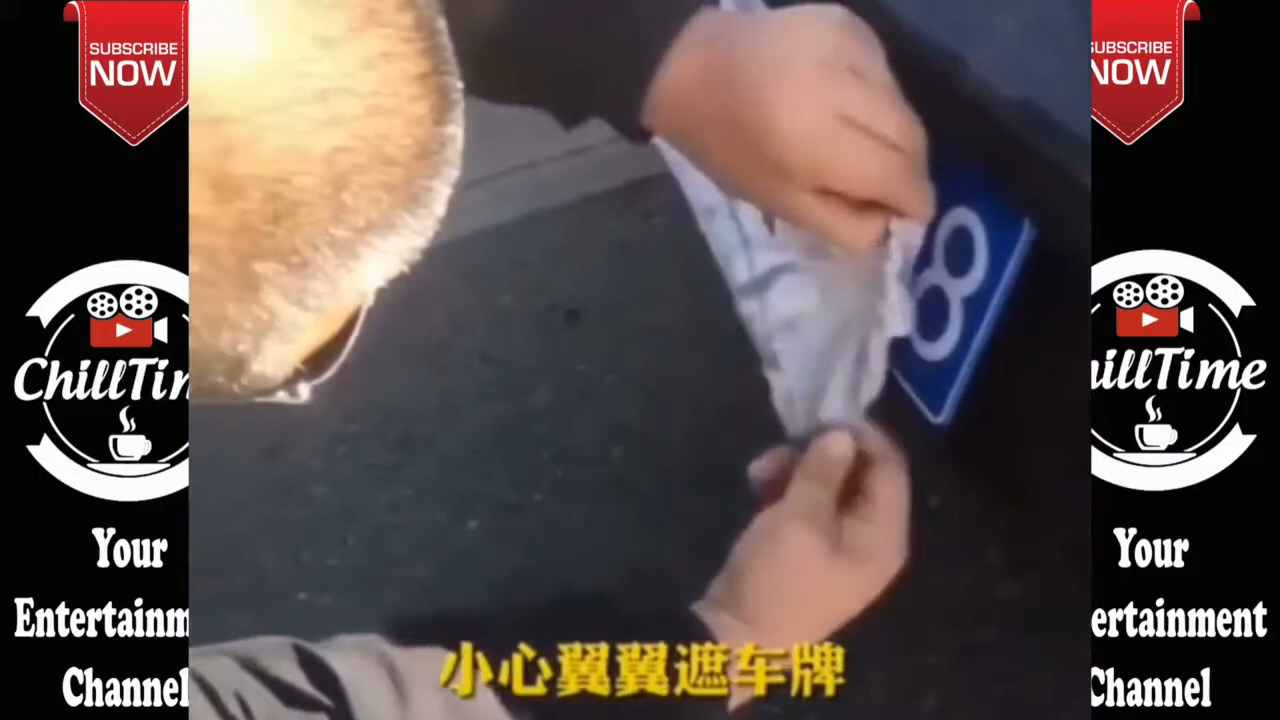 SUBSCRIBE
NOW
ChillTim
Your
Entertainm
Channel
88
小心翼翼遮车牌
SUBSCRIBE
NOW
illTime
Your
ertainment
Channel